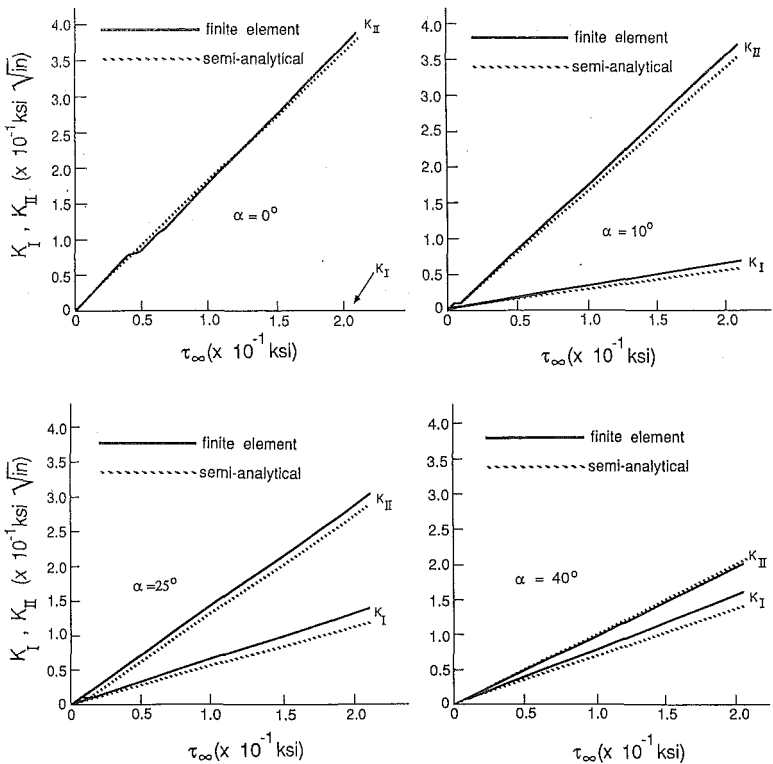 4.0
K_II
finite element
3.5
semi-analytical
3.0
2.5
2.0
1.5
α = 0°
1.0
0.5
K_I
0
0
0.5
1.0
1.5
2.0
K_I , K_II (x 10^-1 ksi √in)
τ∞ (x 10^-1 ksi)
4.0
finite element
K_II
3.5
semi-analytical
3.0
2.5
2.0
1.5
α = 10°
1.0
K_I
0.5
0
0
0.5
1.0
1.5
2.0
τ∞ (x 10^-1 ksi)
4.0
finite element
3.5
semi-analytical
3.0
K_II
2.5
2.0
α = 25°
1.5
K_I
1.0
0.5
0
0
0.5
1.0
1.5
2.0
K_I , K_II (x 10^-1 ksi √in)
τ∞ (x 10^-1 ksi)
4.0
finite element
3.5
semi-analytical
3.0
2.5
2.0
K_II
α = 40°
1.5
K_I
1.0
0.5
0
0
0.5
1.0
1.5
2.0
τ∞ (x 10^-1 ksi)